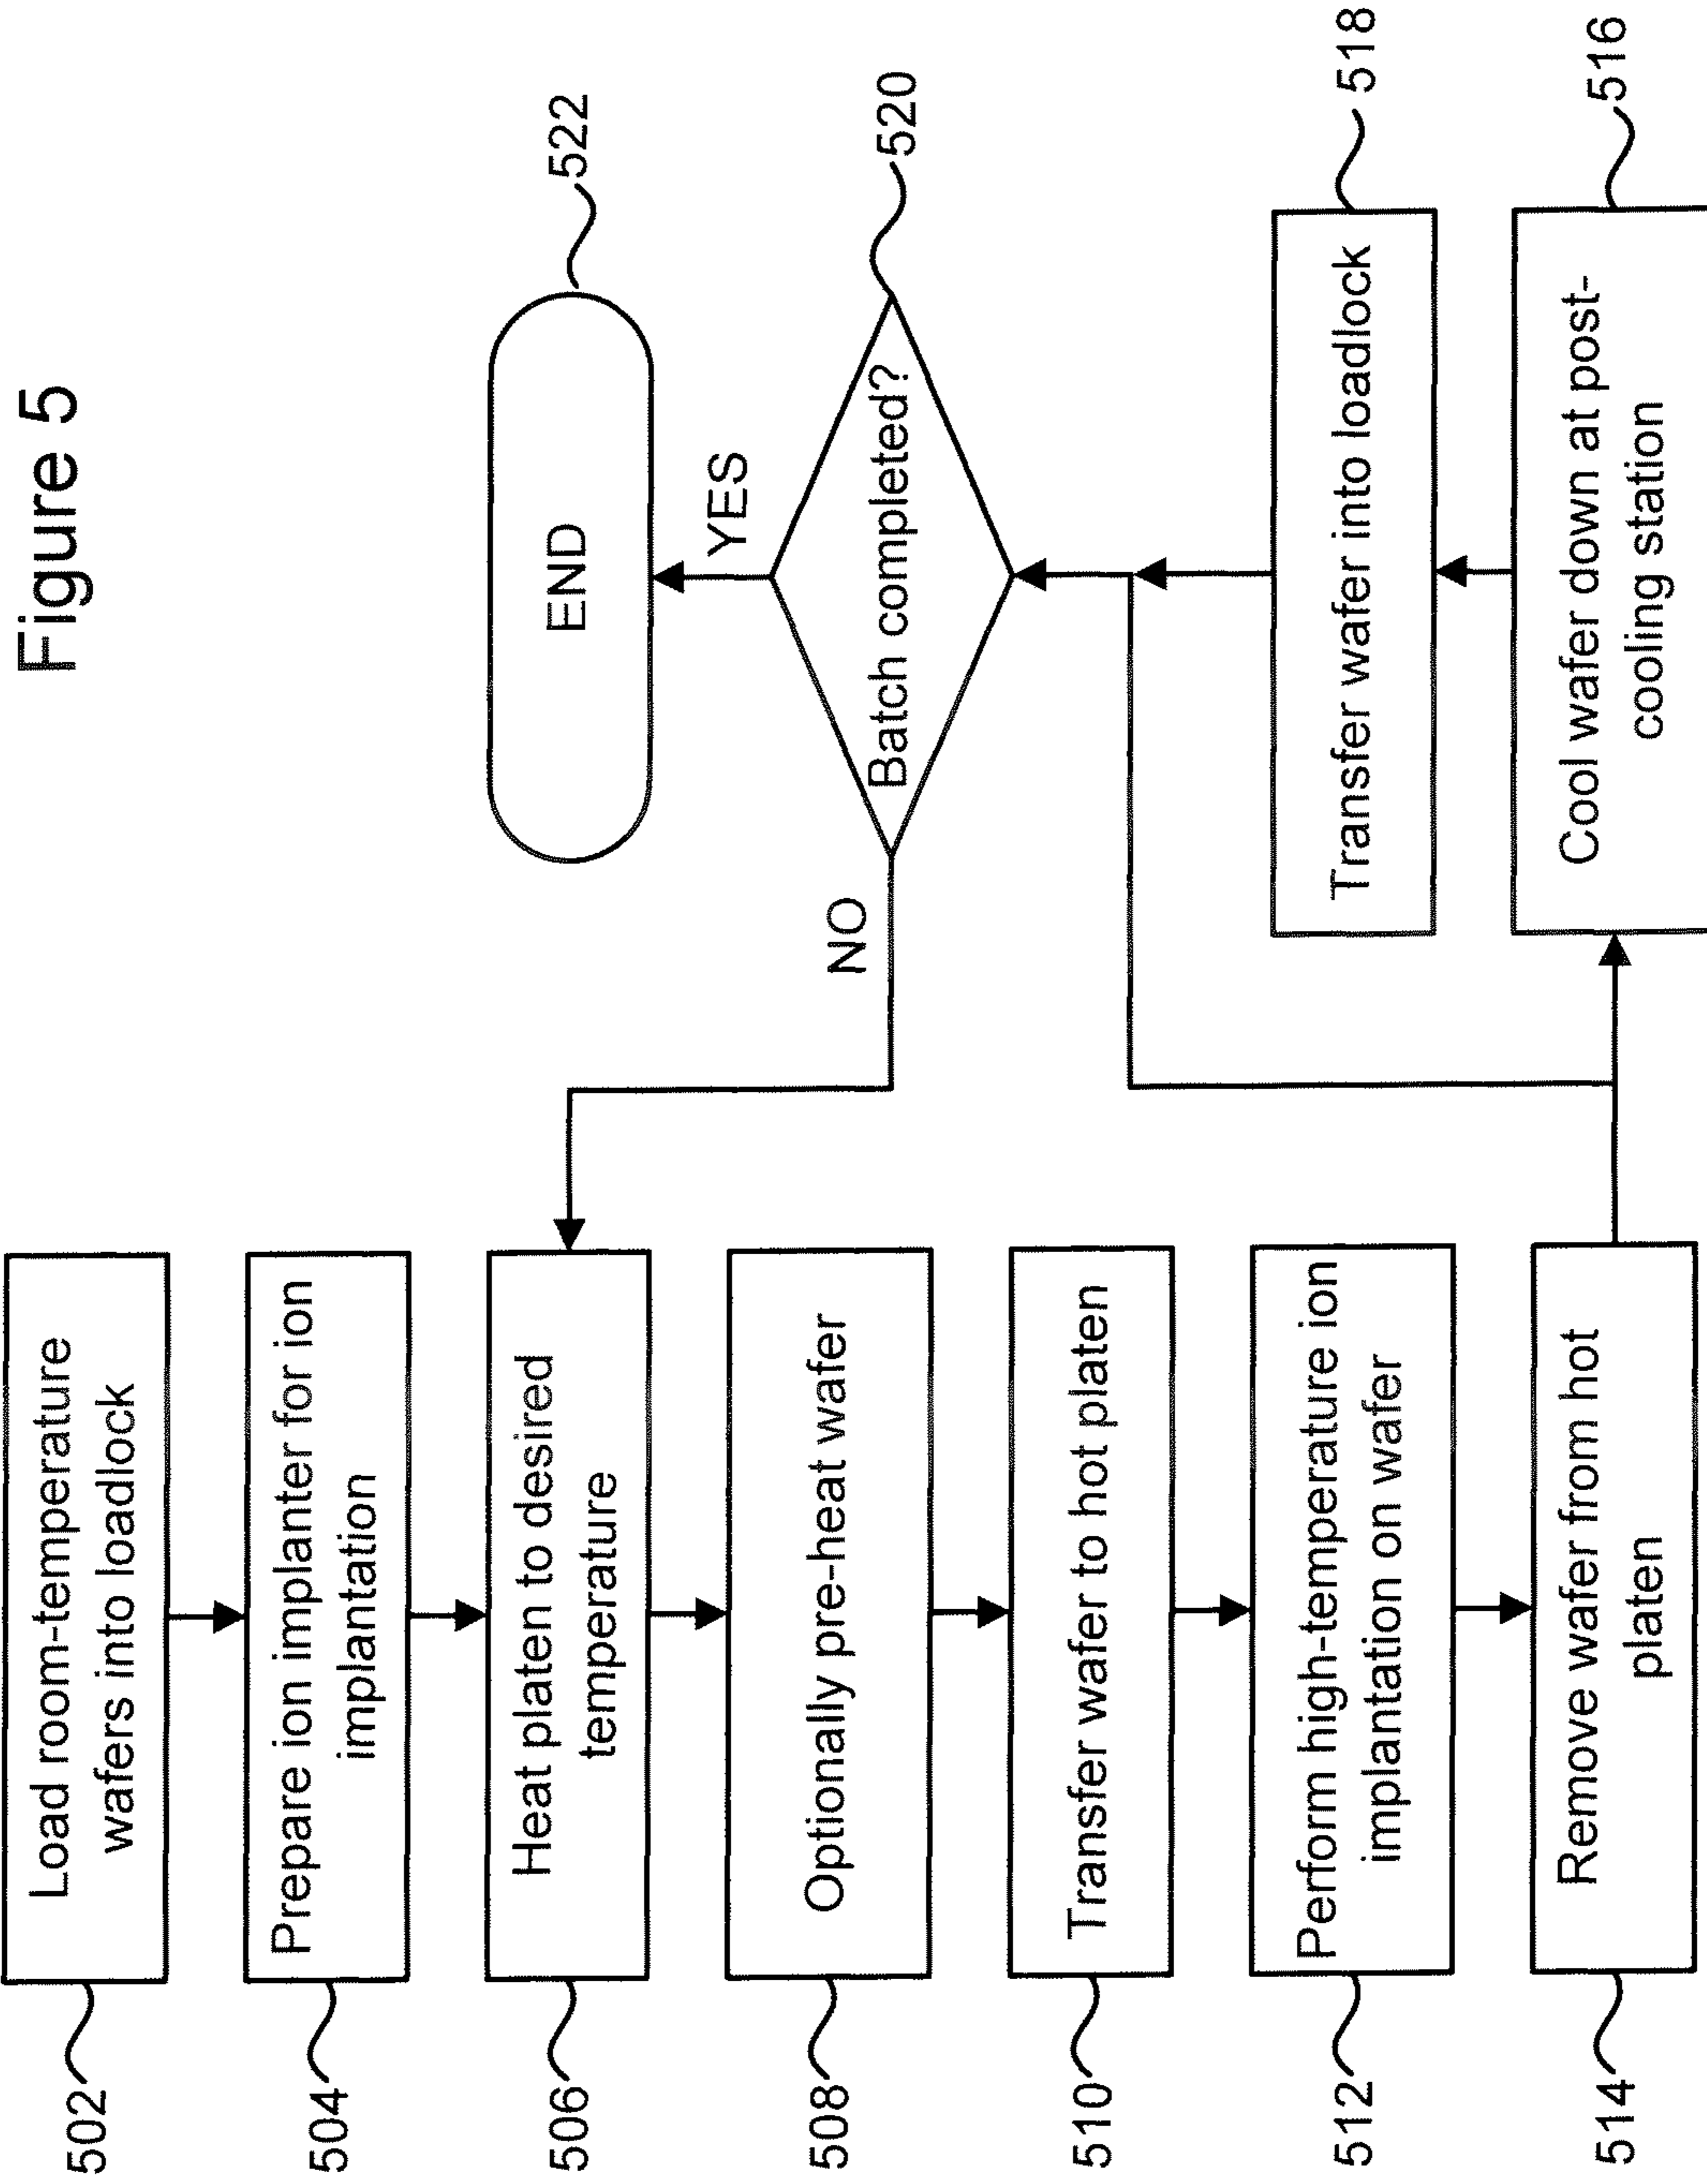 Figure 5
502
Load room-temperature
wafers into loadlock
504
Prepare ion implanter for ion
implantation
506
Heat platen to desired
temperature
508
Optionally pre-heat wafer
510
Transfer wafer to hot platen
512
Perform high-temperature ion
implantation on wafer
514
Remove wafer from hot
platen
516
Cool wafer down at post-
cooling station
518
Transfer wafer into loadlock
520
Batch completed?
NO
YES
522
END